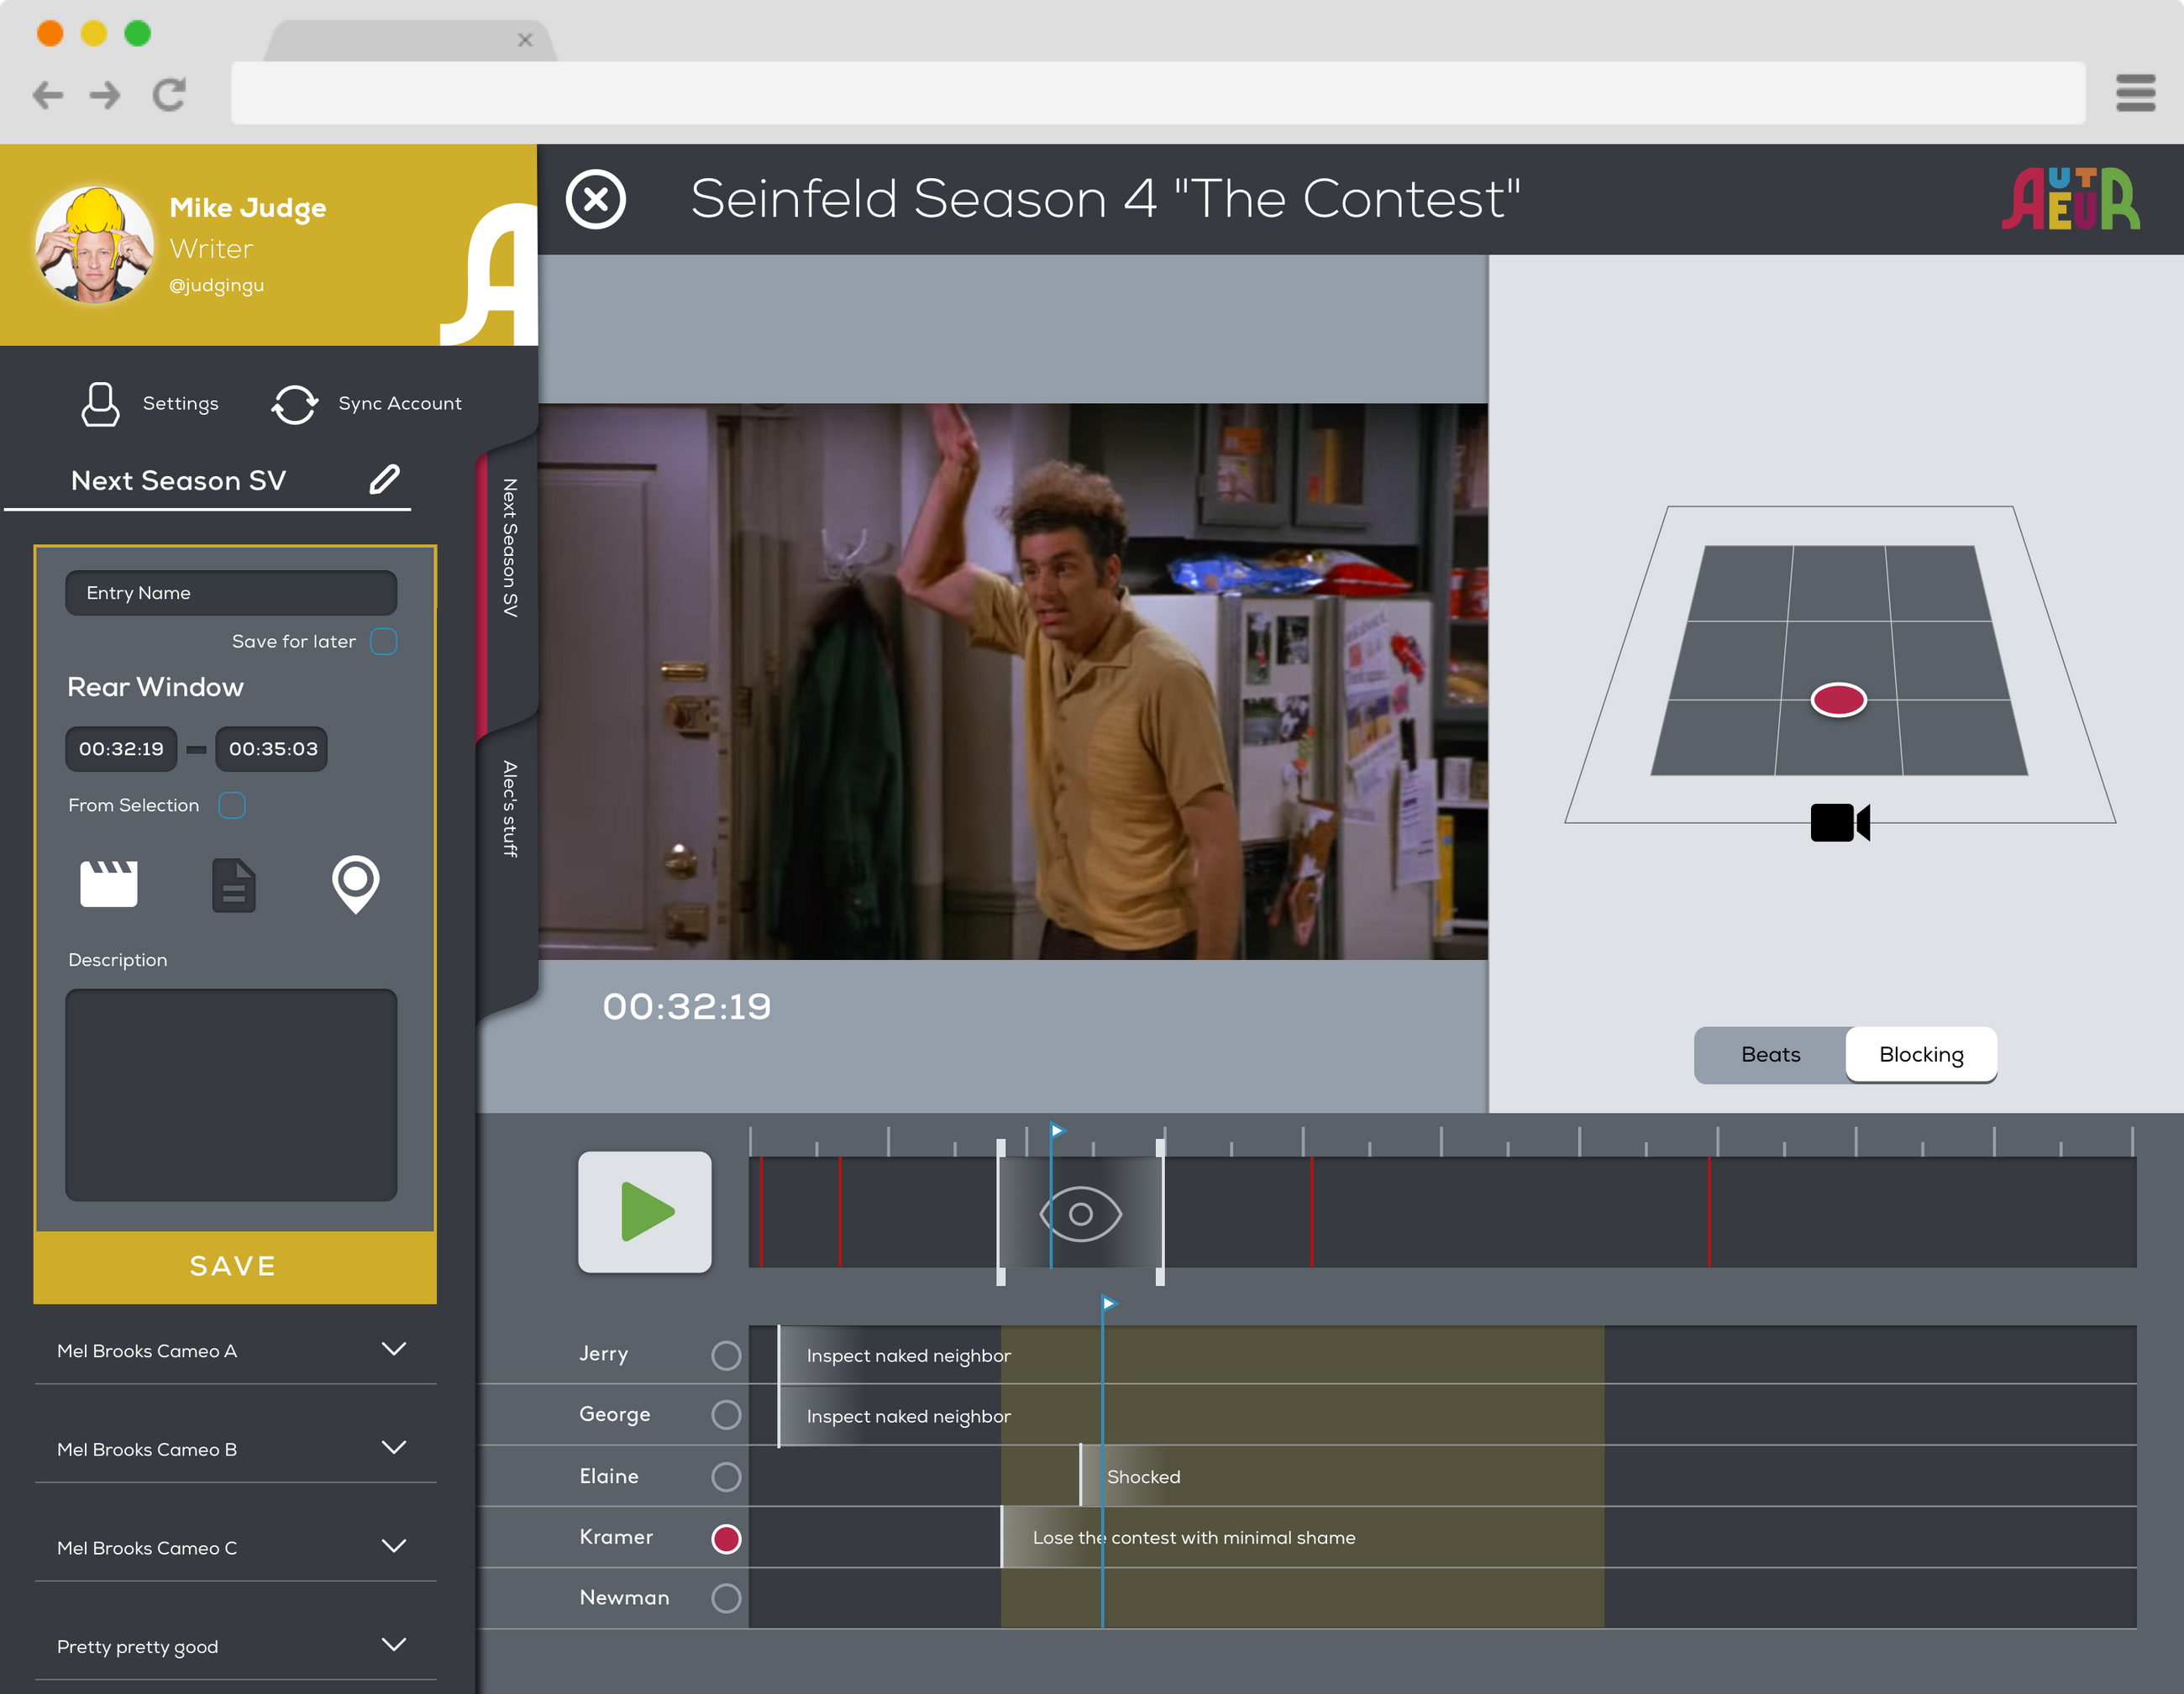 Mike Judge
Writer
@judgingu
A
Seinfeld Season 4 "The Contest"
AUTEUR
Settings
Sync Account
Next Season SV
Entry Name
Save for later
Rear Window
00:32:19
00:35:03
From Selection
Description
SAVE
Mel Brooks Cameo A
Mel Brooks Cameo B
Mel Brooks Cameo C
Pretty pretty good
Next Season SV
Alec's stuff
00:32:19
Beats
Blocking
Jerry
Inspect naked neighbor
George
Inspect naked neighbor
Elaine
Shocked
Kramer
Lose the contest with minimal shame
Newman